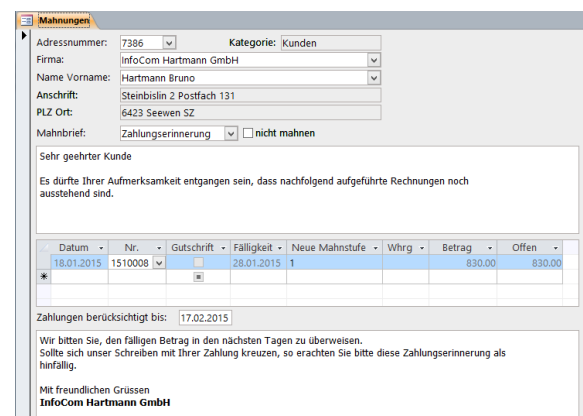 Mahnungen
Adressnummer: 7386 Kategorie: Kunden
Firma: InfoCom Hartmann GmbH
Name Vorname: Hartmann Bruno
Anschrift: Steinbislin 2 Postfach 131
PLZ Ort: 6423 Seewen SZ
Mahnbrief: Zahlungserinnerung nicht mahnen
Sehr geehrter Kunde
Es dürfte Ihrer Aufmerksamkeit entgangen sein, dass nachfolgend aufgeführte Rechnungen noch
ausstehend sind.
Datum Nr. Gutschrift Fälligkeit Neue Mahnstufe Whrg Betrag Offen
18.01.2015 1510008 28.01.2015 1 830.00 830.00
Zahlungen berücksichtigt bis: 17.02.2015
Wir bitten Sie, den fälligen Betrag in den nächsten Tagen zu überweisen.
Sollte sich unser Schreiben mit Ihrer Zahlung kreuzen, so erachten Sie bitte diese Zahlungserinnerung als
hinfällig.
Mit freundlichen Grüssen
InfoCom Hartmann GmbH